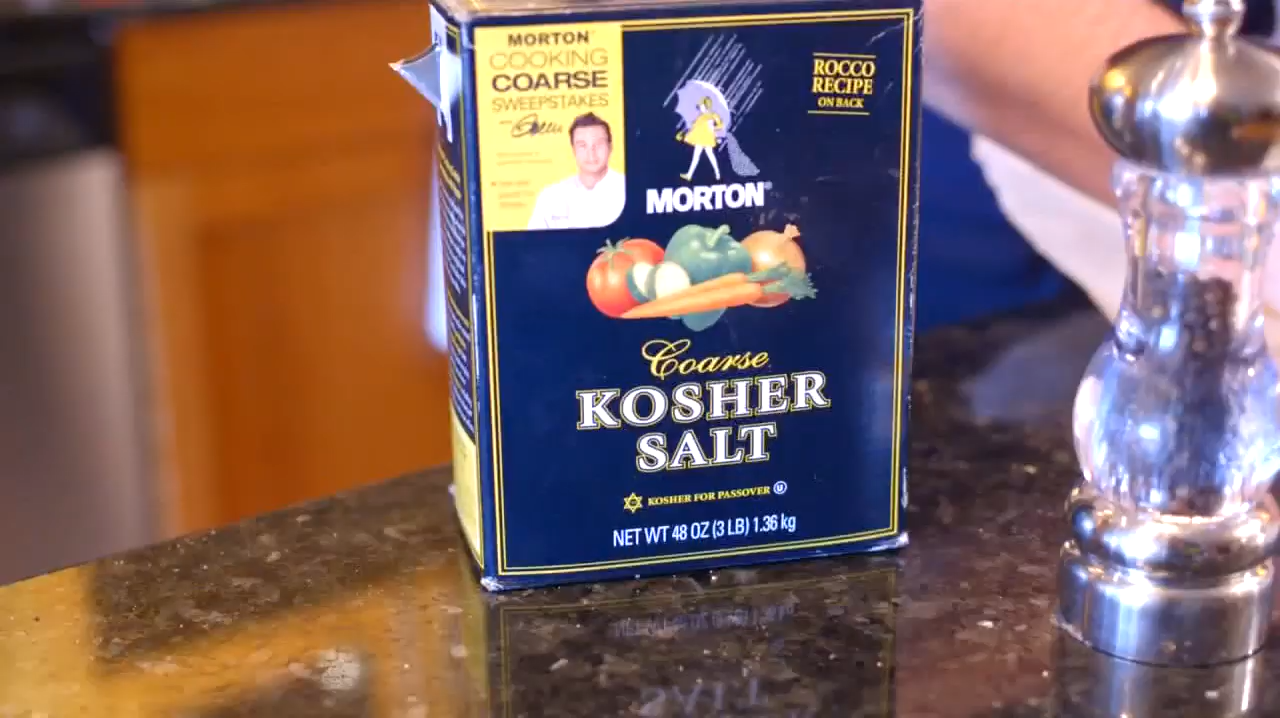 MORTON
COOKING
COARSE
SWEEPSTAKES
ROCCO
RECIPE
ON BACK
MORTON®
Coarse
KOSHER
SALT
KOSHER FOR PASSOVER U
NET WT 48 OZ (3 LB) 1.36 kg